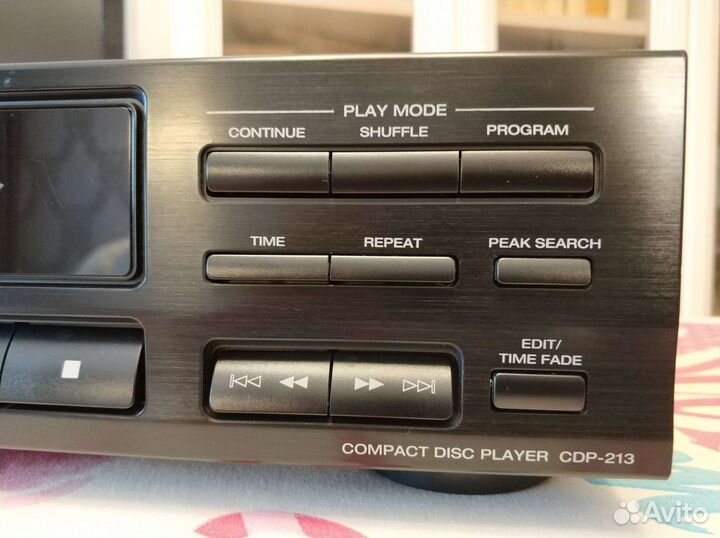 PLAY MODE
CONTINUE SHUFFLE PROGRAM
TIME REPEAT PEAK SEARCH
EDIT/
TIME FADE
COMPACT DISC PLAYER CDP-213
Avito